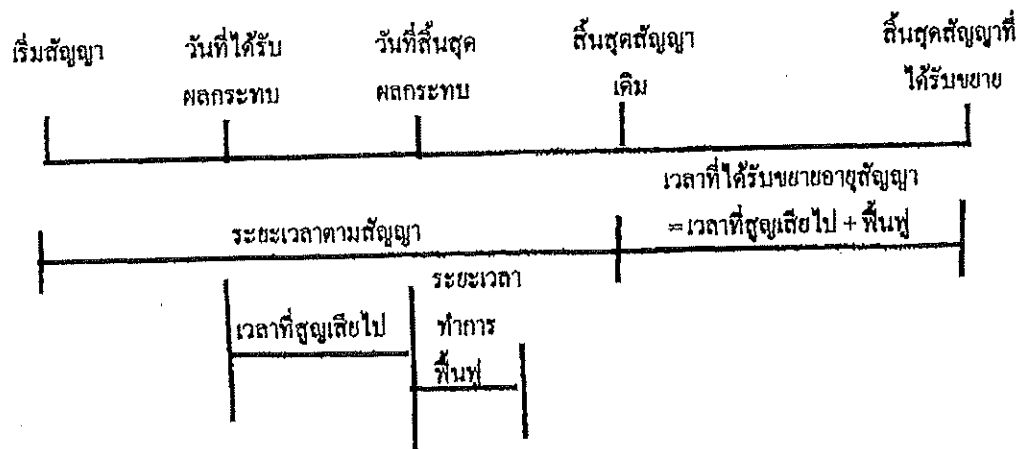 เริ่มสัญญา
วันที่ได้รับ
ผลกระทบ
วันที่สิ้นสุด
ผลกระทบ
สิ้นสุดสัญญา
เดิม
สิ้นสุดสัญญาที่
ได้รับขยาย
เวลาที่ได้รับขยายอายุสัญญา
=เวลาที่สูญเสียไป + ฟื้นฟู
ระยะเวลาตามสัญญา
เวลาที่สูญเสียไป
ระยะเวลา
ทำการ
ฟื้นฟู